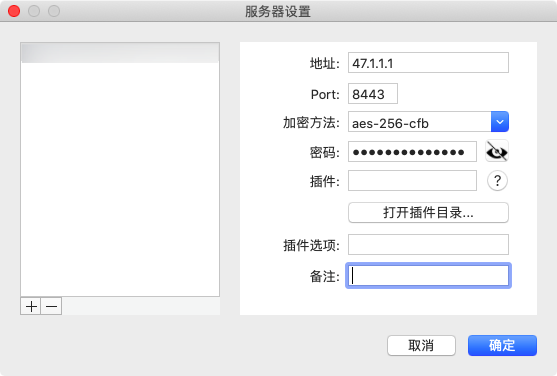 服务器设置
地址: 47.1.1.1
Port: 8443
加密方法: aes-256-cfb
密码: ●●●●●●●●●●●●●●
插件: ?
打开插件目录...
插件选项:
备注:
+ −
取消 确定